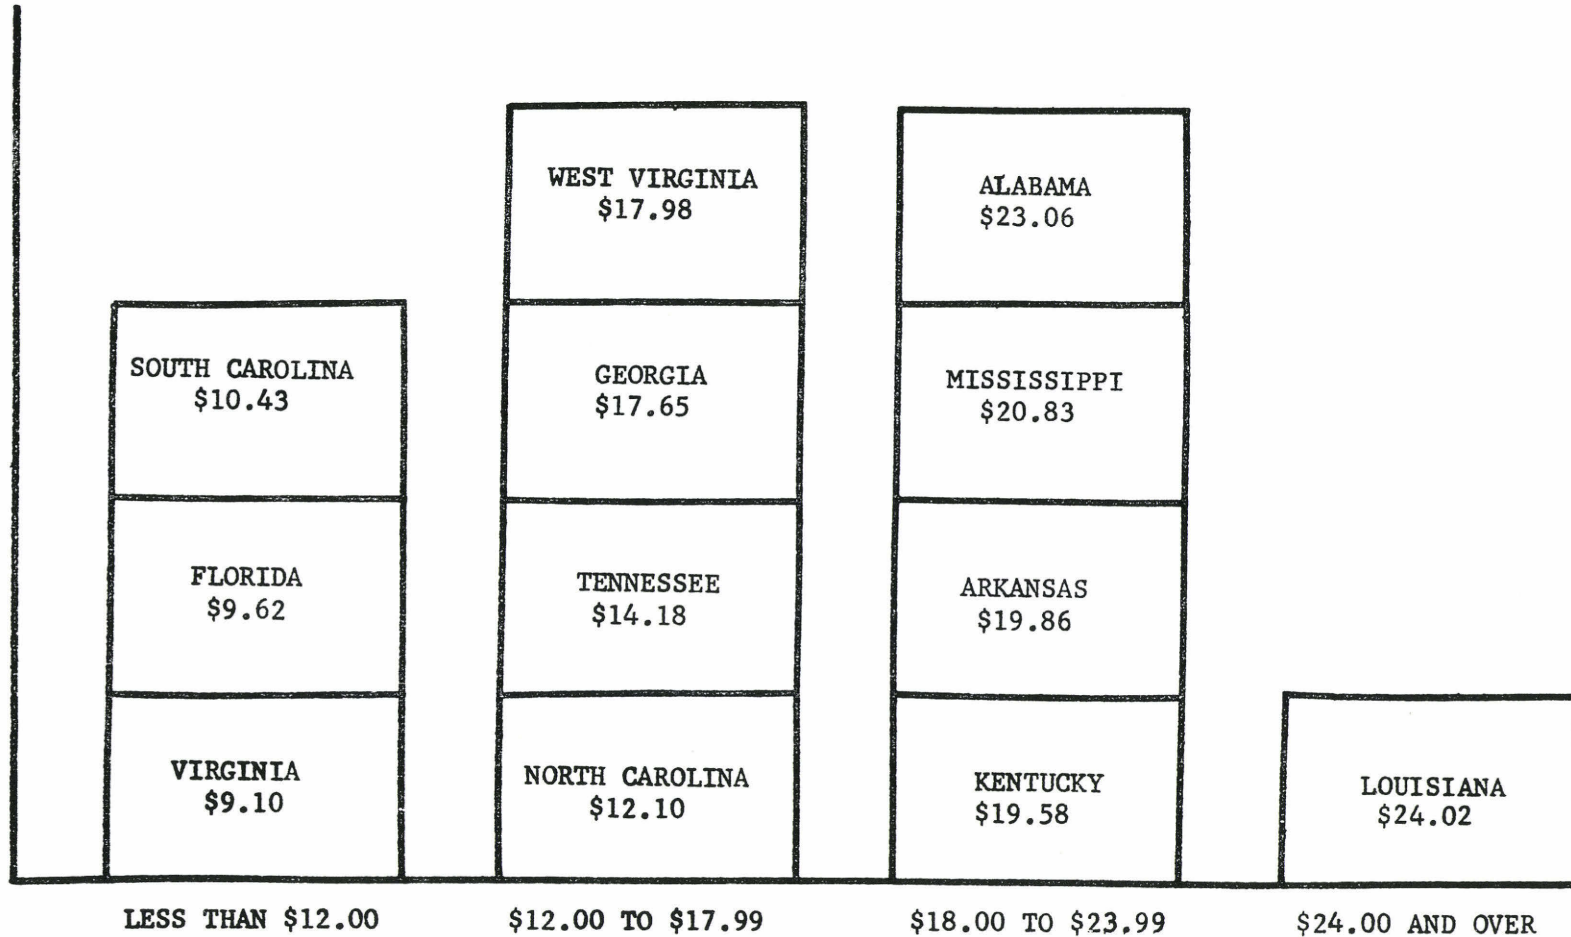 SOUTH CAROLINA
$10.43
FLORIDA
$9.62
VIRGINIA
$9.10
WEST VIRGINIA
$17.98
GEORGIA
$17.65
TENNESSEE
$14.18
NORTH CAROLINA
$12.10
ALABAMA
$23.06
MISSISSIPPI
$20.83
ARKANSAS
$19.86
KENTUCKY
$19.58
LOUISIANA
$24.02
LESS THAN $12.00
$12.00 TO $17.99
$18.00 TO $23.99
$24.00 AND OVER